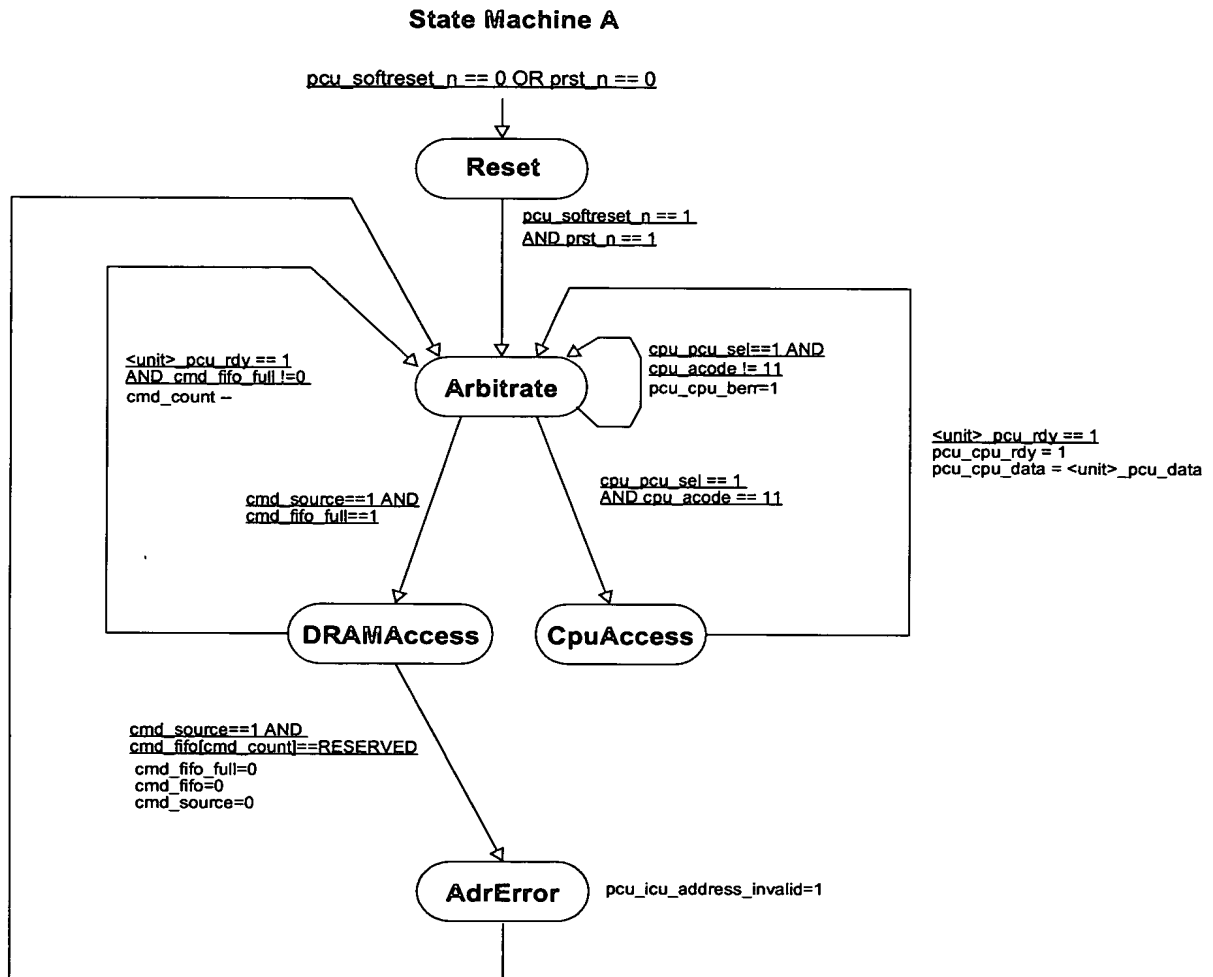 State Machine A
pcu_softreset_n == 0 OR prst_n == 0
Reset
pcu_softreset_n == 1
AND prst_n == 1
<unit>_pcu_rdy == 1
AND cmd_fifo_full !=0
cmd_count --
Arbitrate
cpu_pcu_sel==1 AND
cpu_acode != 11
pcu_cpu_berr=1
<unit>_pcu_rdy == 1
pcu_cpu_rdy = 1
pcu_cpu_data = <unit>_pcu_data
cmd_source==1 AND
cmd_fifo_full==1
cpu_pcu_sel == 1
AND cpu_acode == 11
DRAMAccess
CpuAccess
cmd_source==1 AND
cmd_fifo[cmd_count]==RESERVED
cmd_fifo_full=0
cmd_fifo=0
cmd_source=0
AdrError
pcu_icu_address_invalid=1